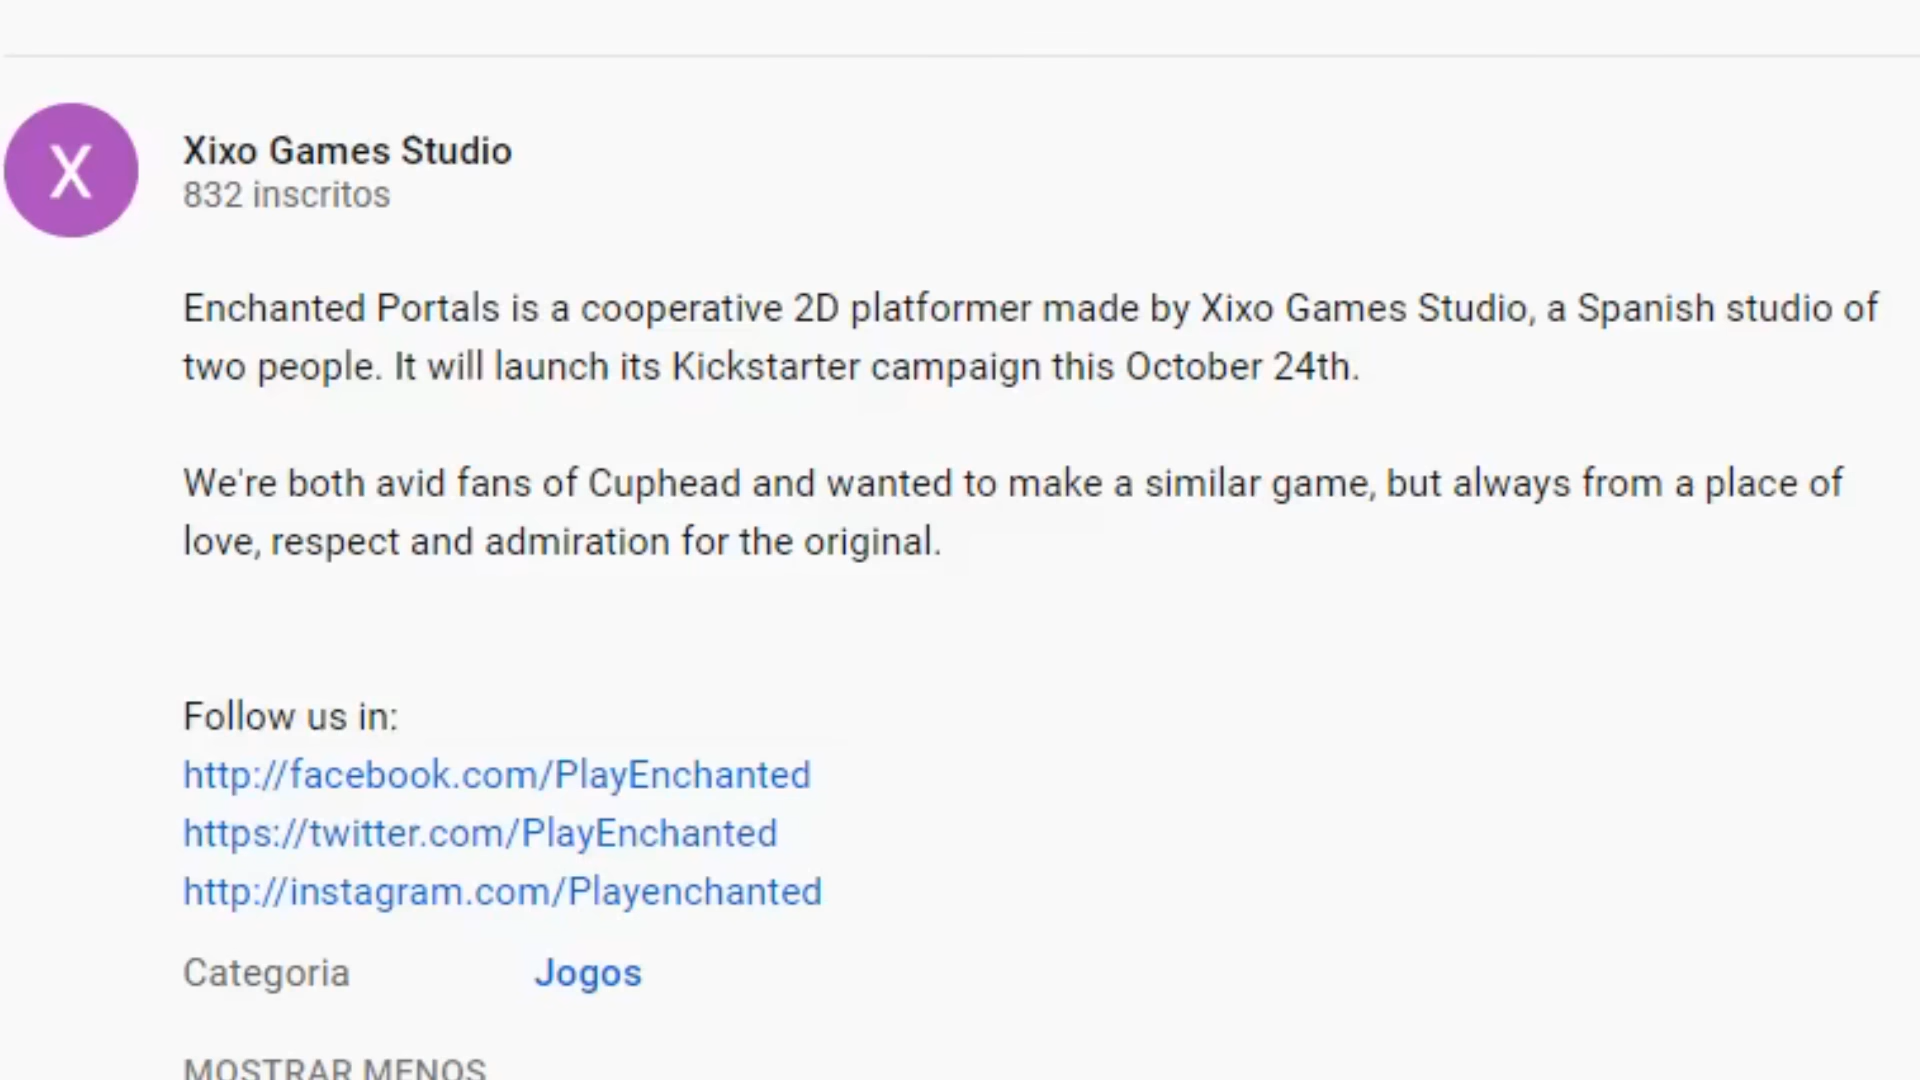 X
Xixo Games Studio
832 inscritos
Enchanted Portals is a cooperative 2D platformer made by Xixo Games Studio, a Spanish studio of
two people. It will launch its Kickstarter campaign this October 24th.
We're both avid fans of Cuphead and wanted to make a similar game, but always from a place of
love, respect and admiration for the original.
Follow us in:
http://facebook.com/PlayEnchanted
https://twitter.com/PlayEnchanted
http://instagram.com/Playenchanted
Categoria Jogos
MOSTRAR MENOS